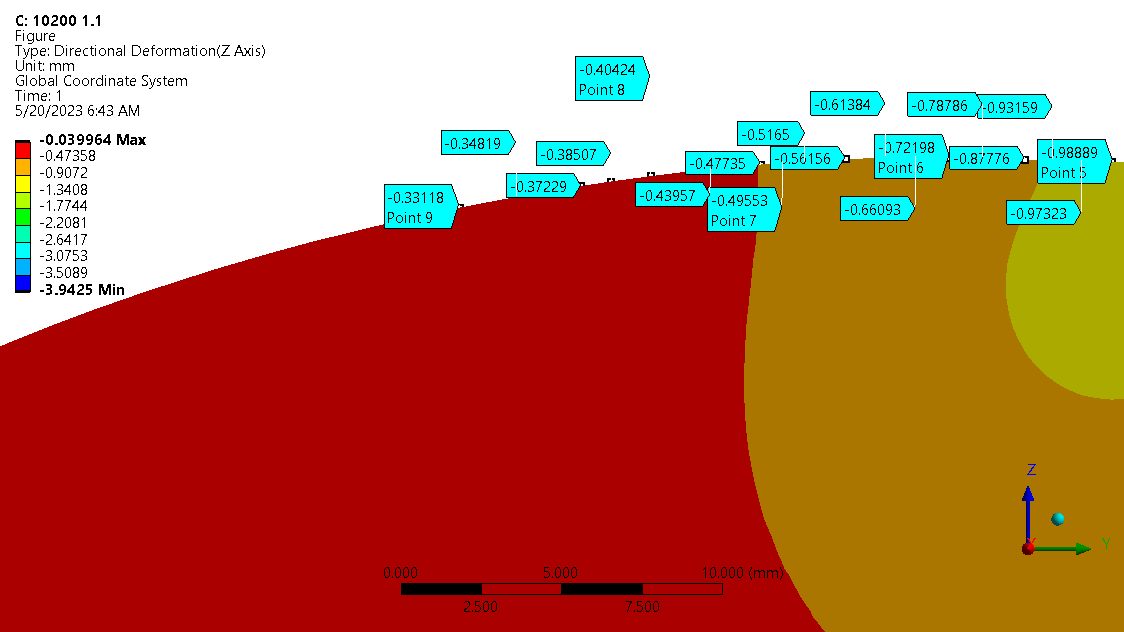 C: 10200 1.1
Figure
Type: Directional Deformation(Z Axis)
Unit: mm
Global Coordinate System
Time: 1
5/20/2023 6:43 AM
-0.039964 Max
-0.47358
-0.9072
-1.3408
-1.7744
-2.2081
-2.6417
-3.0753
-3.5089
-3.9425 Min
-0.40424
Point 8
-0.61384
-0.78786
-0.93159
-0.34819
-0.5165
-0.38507
-0.47735
-0.56156
-0.72198
Point 6
-0.87776
-0.98889
Point 5
-0.33118
Point 9
-0.37229
-0.43957
-0.49553
Point 7
-0.66093
-0.97323
Z
Y
0.000
5.000
10.000 (mm)
2.500
7.500